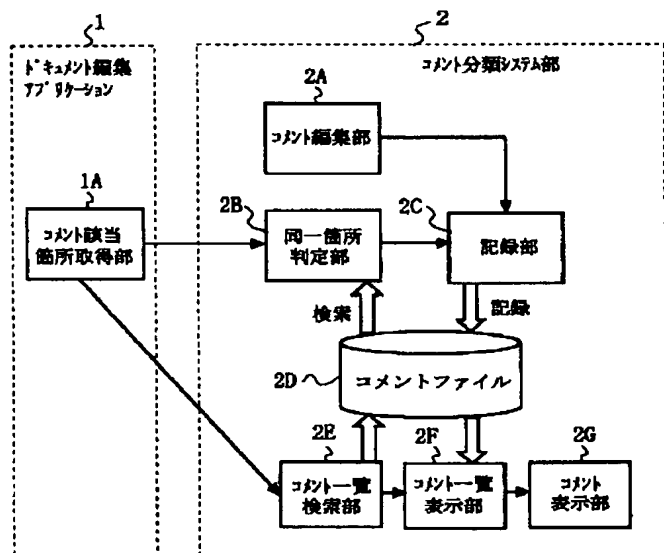 1
2
ドキュメント編集
アプリケーション
コメント分類システム部
2A
コメント編集部
1A
コメント該当
箇所取得部
2B
同一箇所
判定部
2C
記録部
検索
記録
2D
コメントファイル
2E
コメント一覧
検索部
2F
コメント一覧
表示部
2G
コメント
表示部